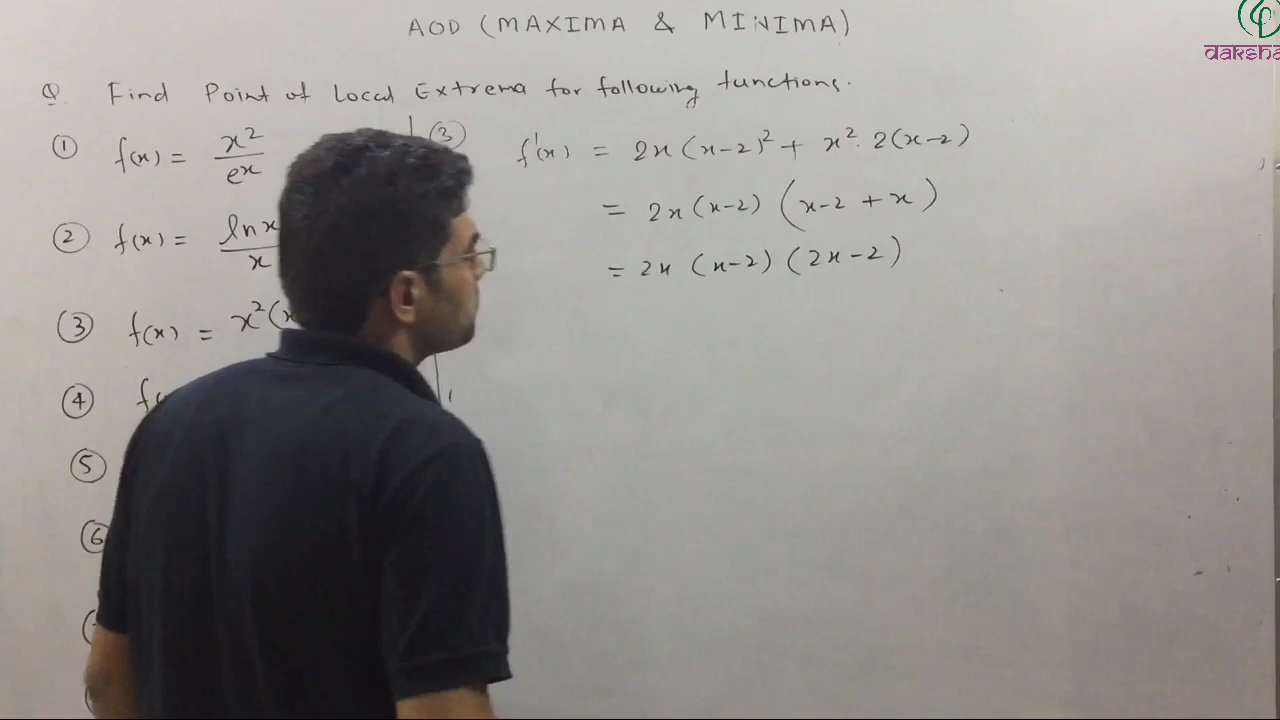 AOD (MAXIMA & MINIMA)
daksha
Q. Find Point of Local Extrema for following functions.
① f(x) = x²/eˣ
② f(x) = ln x/x
③ f(x) = x²(x
④ f(
⑤
⑥
③ f'(x) = 2x(x-2)² + x². 2(x-2)
= 2x(x-2) (x-2+x)
= 2x (x-2) (2x-2)